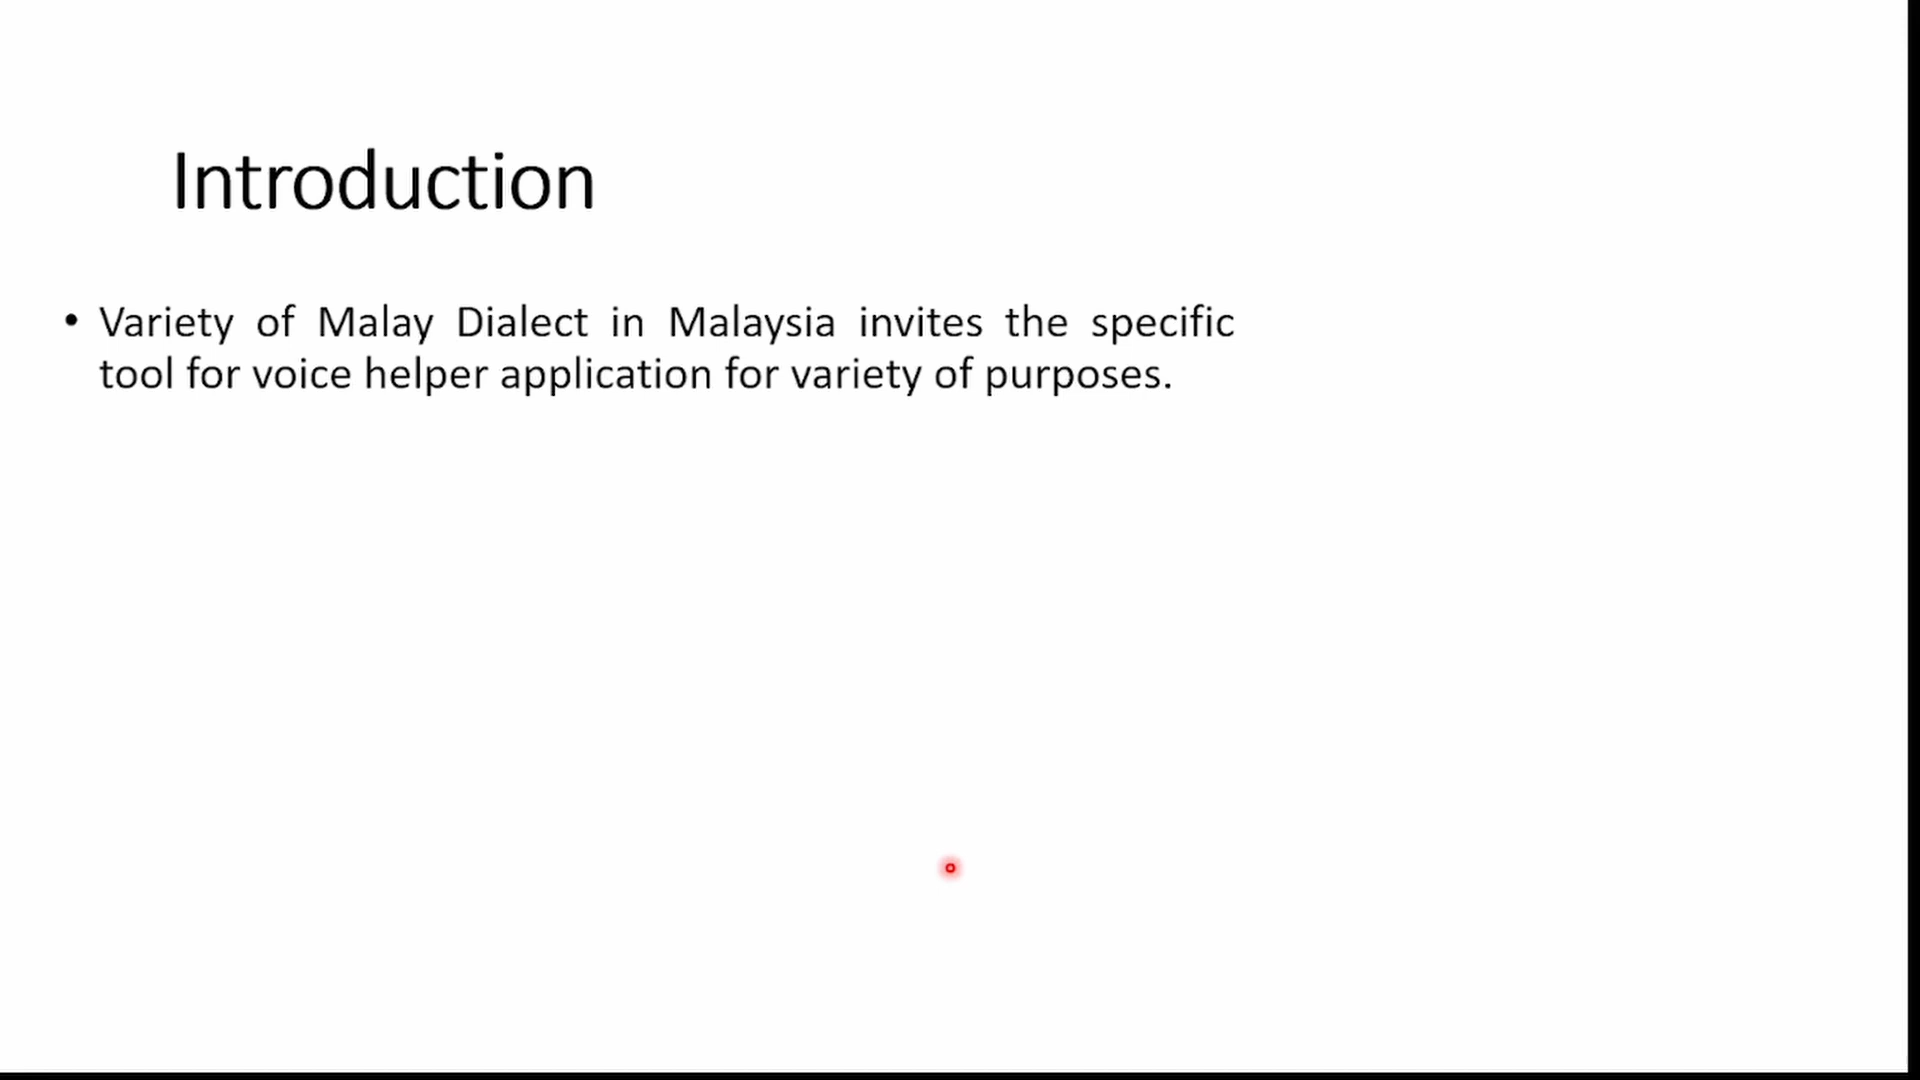 Introduction
• Variety of Malay Dialect in Malaysia invites the specific
tool for voice helper application for variety of purposes.